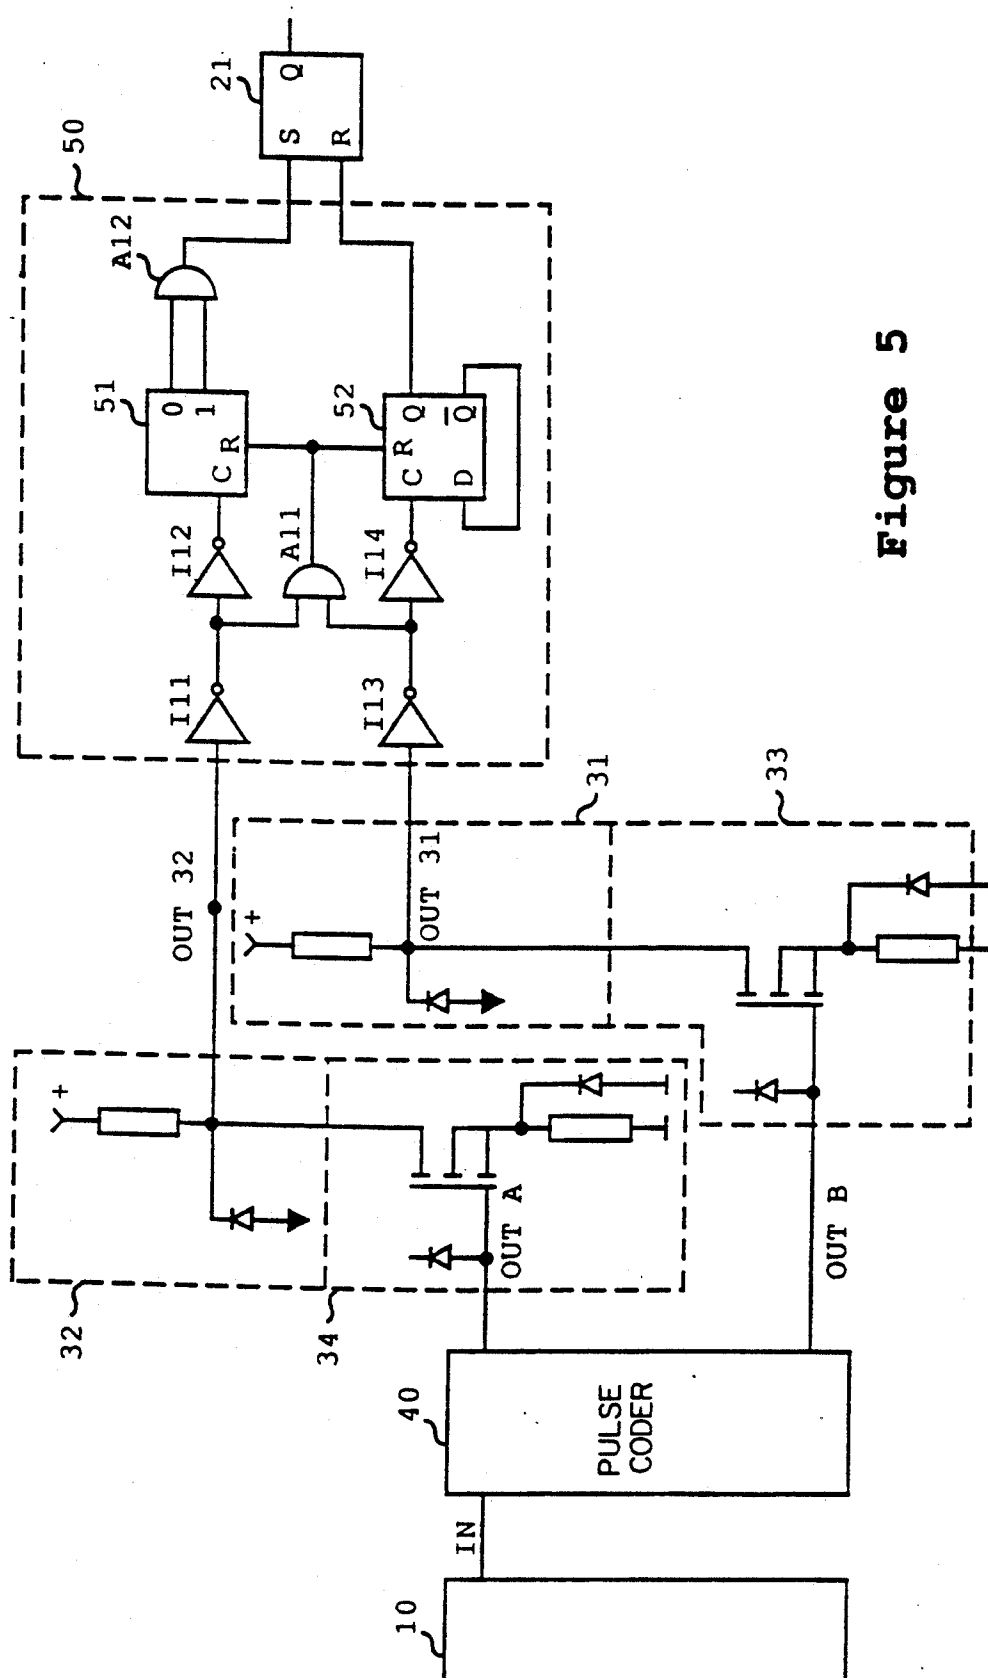 10
IN
40
PULSE
CODER
32
34
OUT A
OUT B
+
OUT 32
+
OUT 31
31
33
50
I11
I12
I13
I14
A11
51
C
R
0
1
52
C
R
Q
D
Q
A12
21
S
Q
R
Figure 5